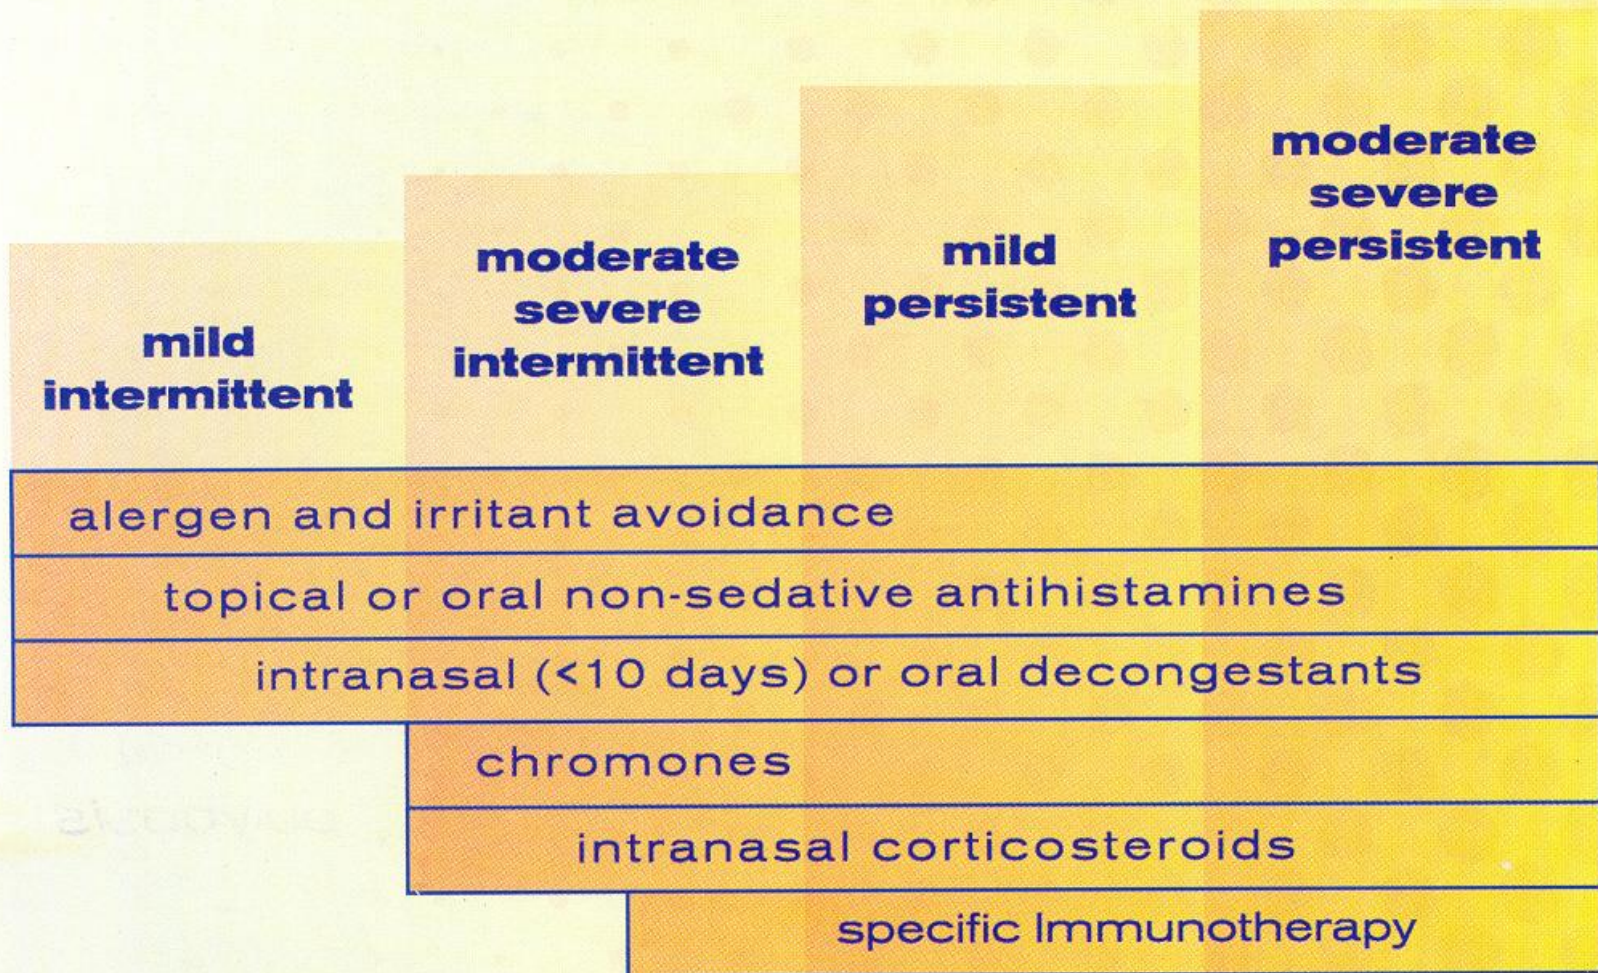 mild
intermittent
moderate
severe
intermittent
mild
persistent
moderate
severe
persistent
alergen and irritant avoidance
topical or oral non-sedative antihistamines
intranasal (<10 days) or oral decongestants
chromones
intranasal corticosteroids
specific Immunotherapy